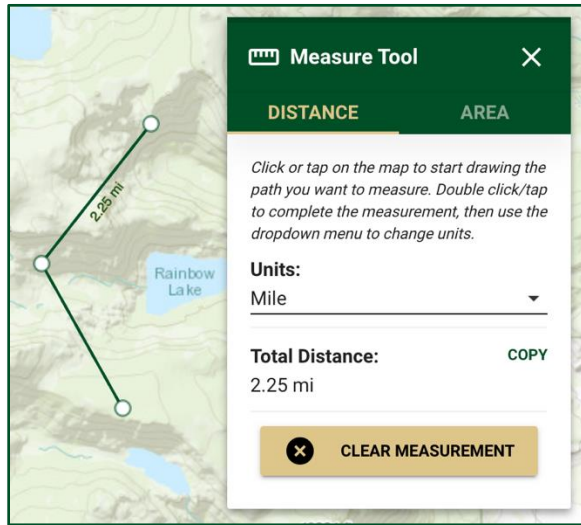 Measure Tool
DISTANCE
AREA
Click or tap on the map to start drawing the
path you want to measure. Double click/tap
to complete the measurement, then use the
dropdown menu to change units.
Units:
Mile
Total Distance:
COPY
2.25 mi
CLEAR MEASUREMENT
2.25 mi
Rainbow
Lake